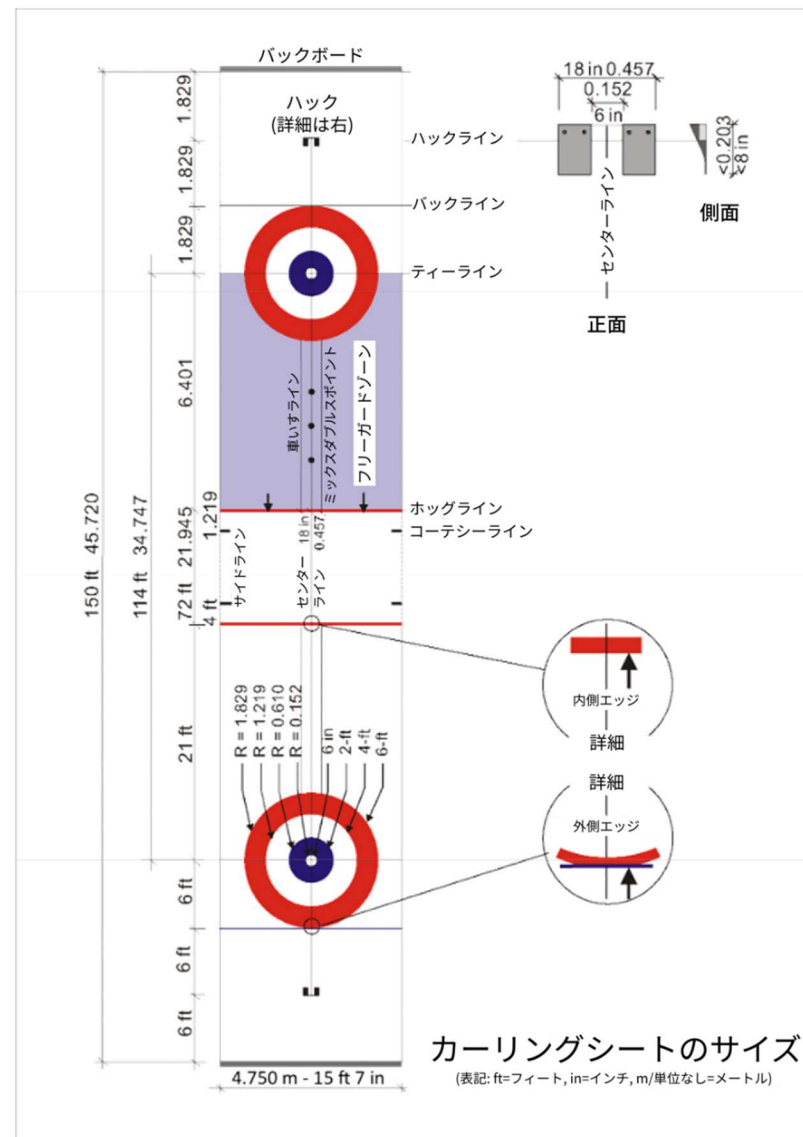 バックボード
1.829
ハック
(詳細は右)
ハックライン
1.829
バックライン
1.829
ティーライン
18 in 0.457
0.152
6 in
<0.203
<8 in
センターライン
側面
正面
6.401
車いすライン
ミックスダブルスポイント
フリーガードゾーン
ホッグライン
コーテシーライン
150 ft 45.720
114 ft 34.747
72 ft 21.945
4 ft 1.219
サイドライン
センター 18 in
ライン 0.457
21 ft
R = 1.829
R = 1.219
R = 0.610
R = 0.152
6 in
2-ft
4-ft
6-ft
内側エッジ
詳細
詳細
外側エッジ
6 ft
6 ft
6 ft
4.750 m - 15 ft 7 in
カーリングシートのサイズ
(表記: ft=フィート, in=インチ, m/単位なし=メートル)